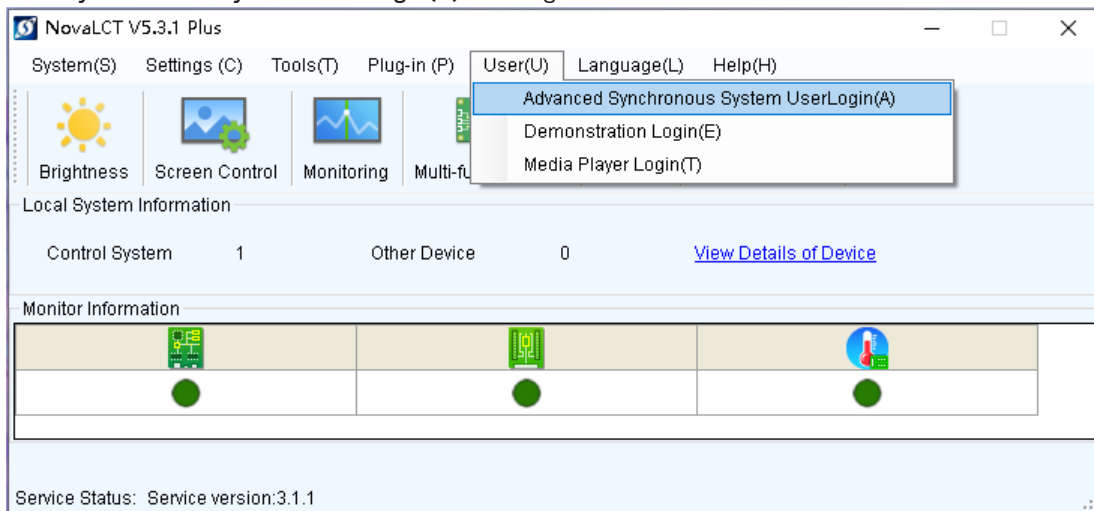 NovaLCT V5.3.1 Plus
System(S) Settings (C) Tools(T) Plug-in (P) User(U) Language(L) Help(H)
Advanced Synchronous System UserLogin(A)
Demonstration Login(E)
Media Player Login(T)
Brightness Screen Control Monitoring Multi-fu
Local System Information
Control System 1 Other Device 0 View Details of Device
Monitor Information
Service Status: Service version:3.1.1